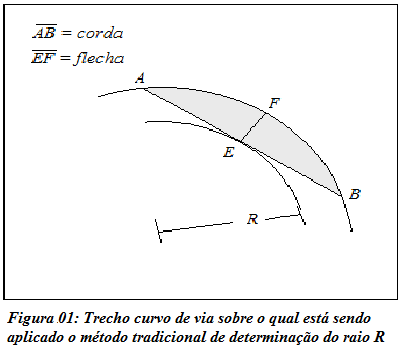 AB = corda
EF = flecha
A
F
E
B
R
Figura 01: Trecho curvo de via sobre o qual está sendo
aplicado o método tradicional de determinação do raio R